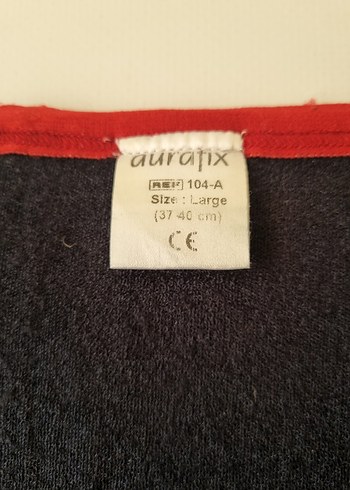 aurafix
REF 104-A
Size : Large
(37-40 cm)
CE